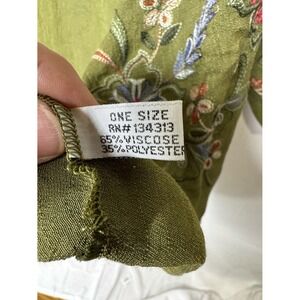 ONE SIZE
RN# 134313
65% VISCOSE
35% POLYESTER